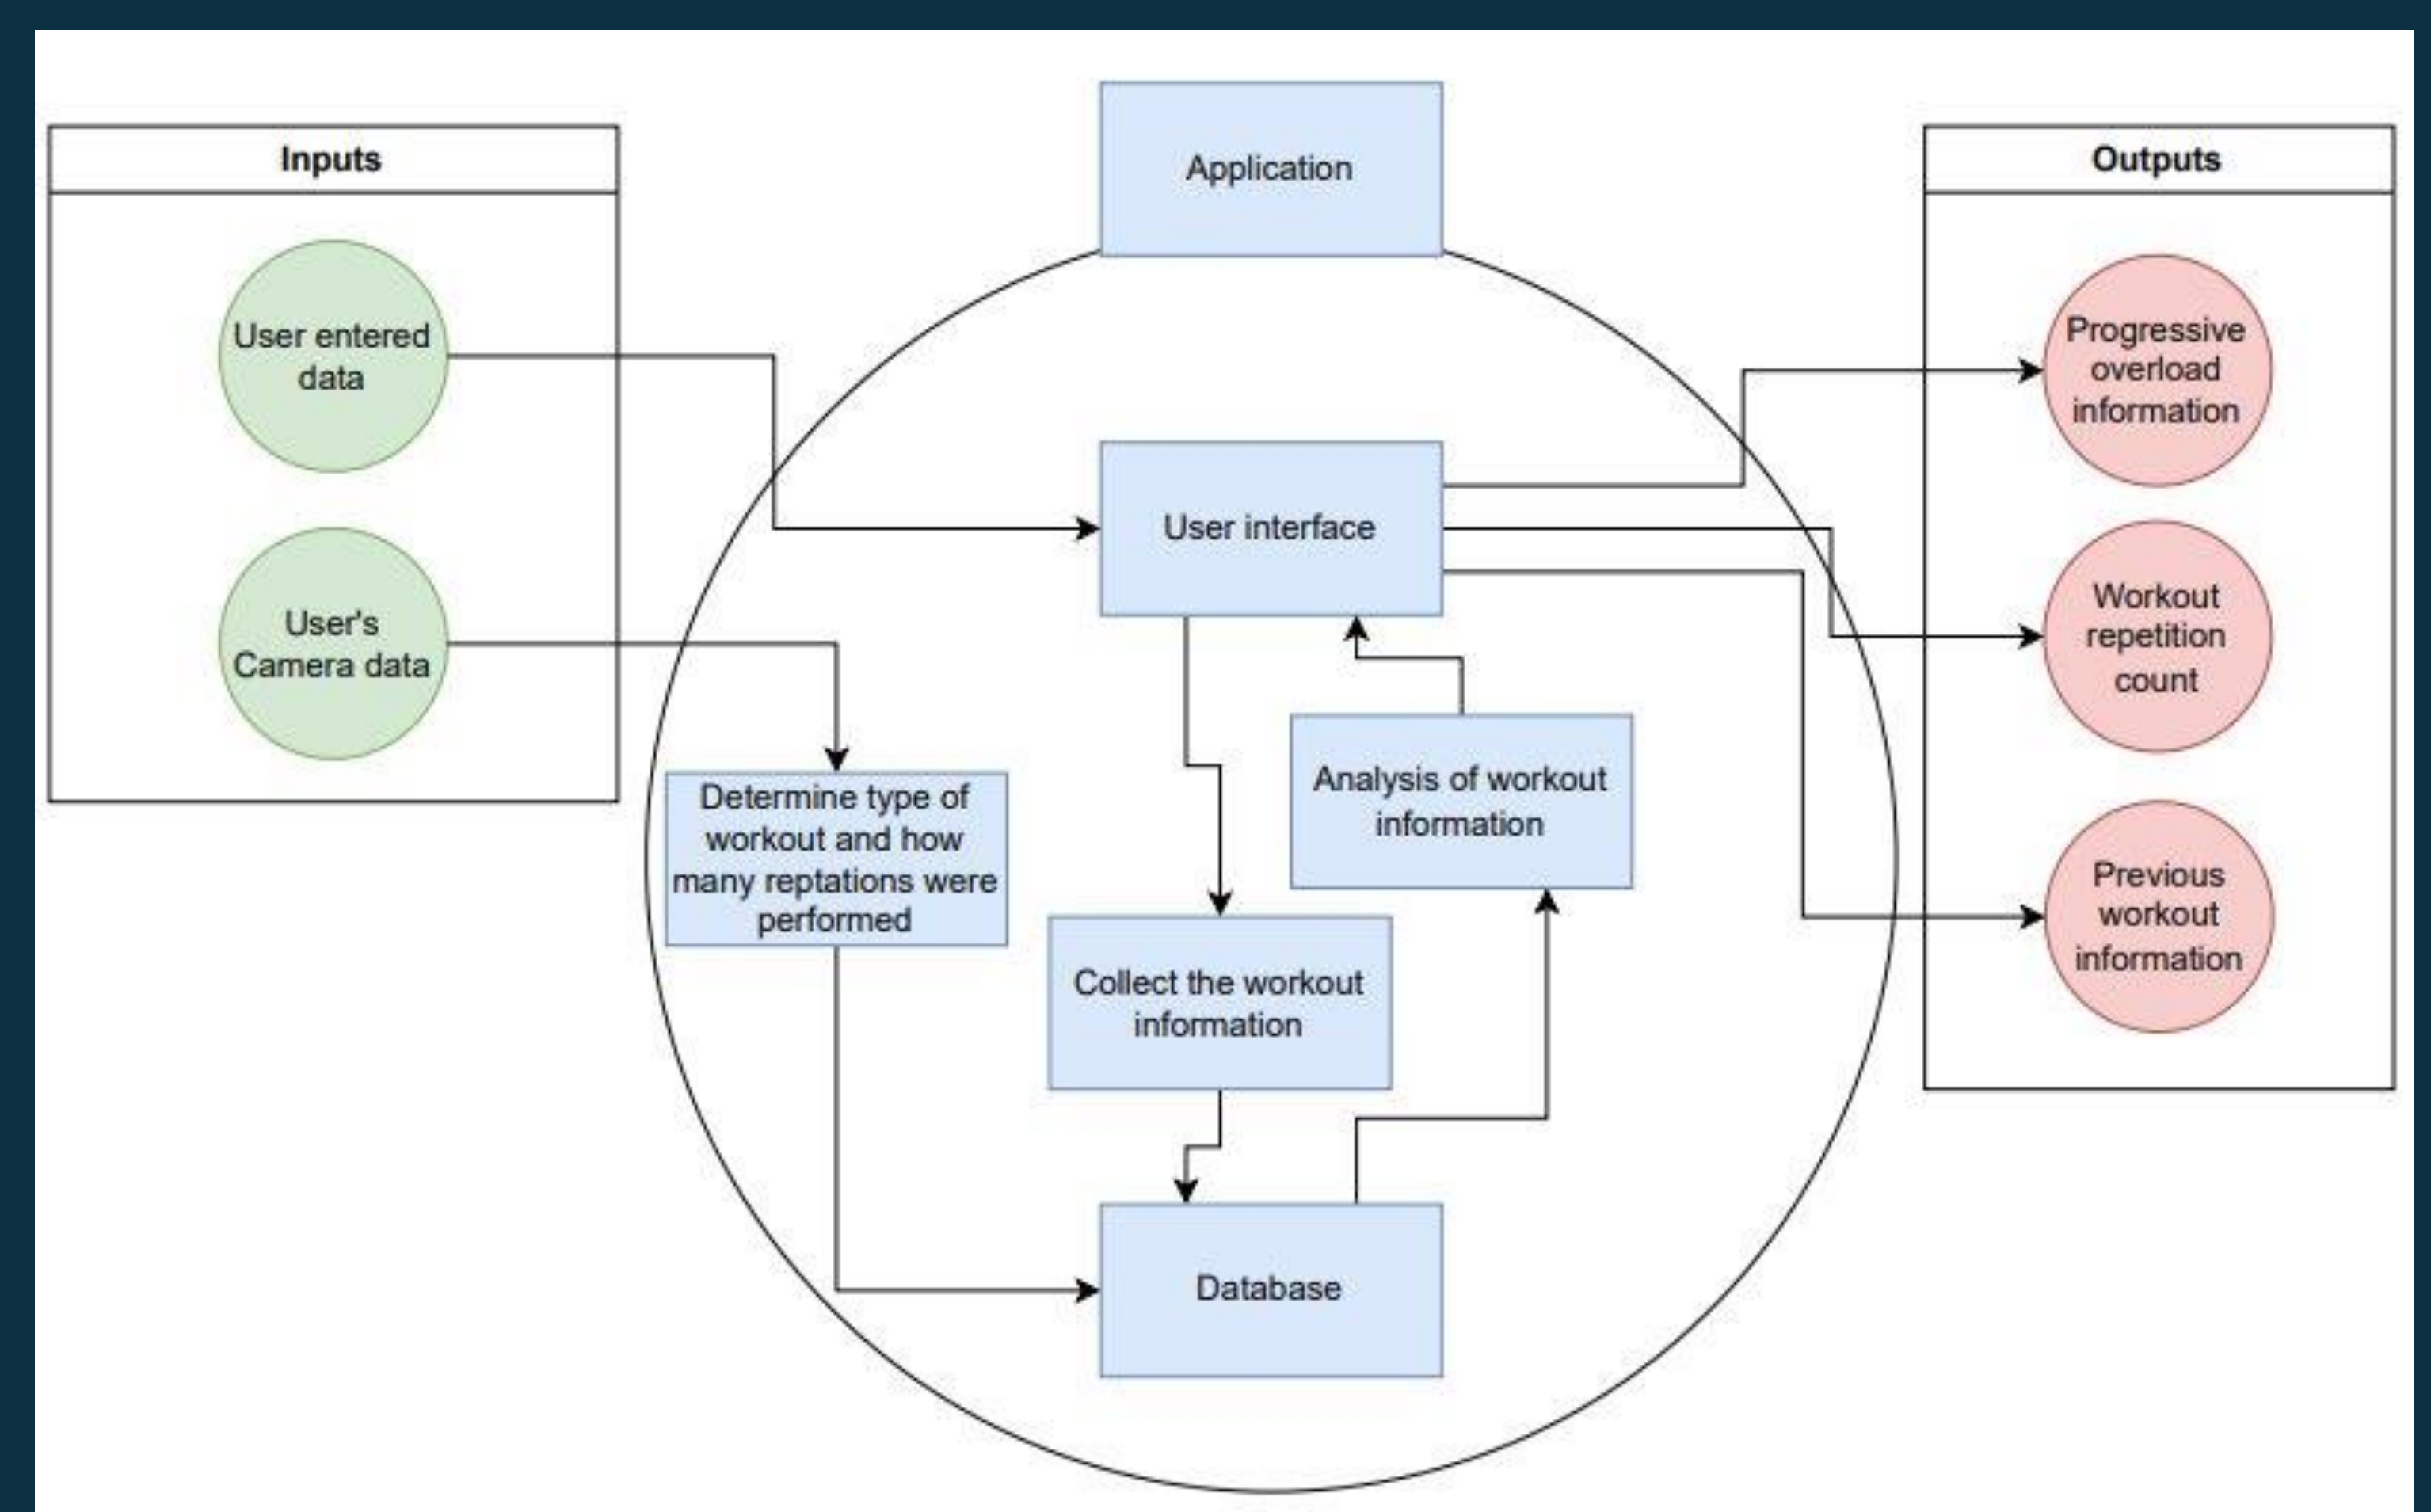 Inputs
User entered
data
User's
Camera data
Application
User interface
Determine type of
workout and how
many reptations were
performed
Analysis of workout
information
Collect the workout
information
Database
Outputs
Progressive
overload
information
Workout
repetition
count
Previous
workout
information